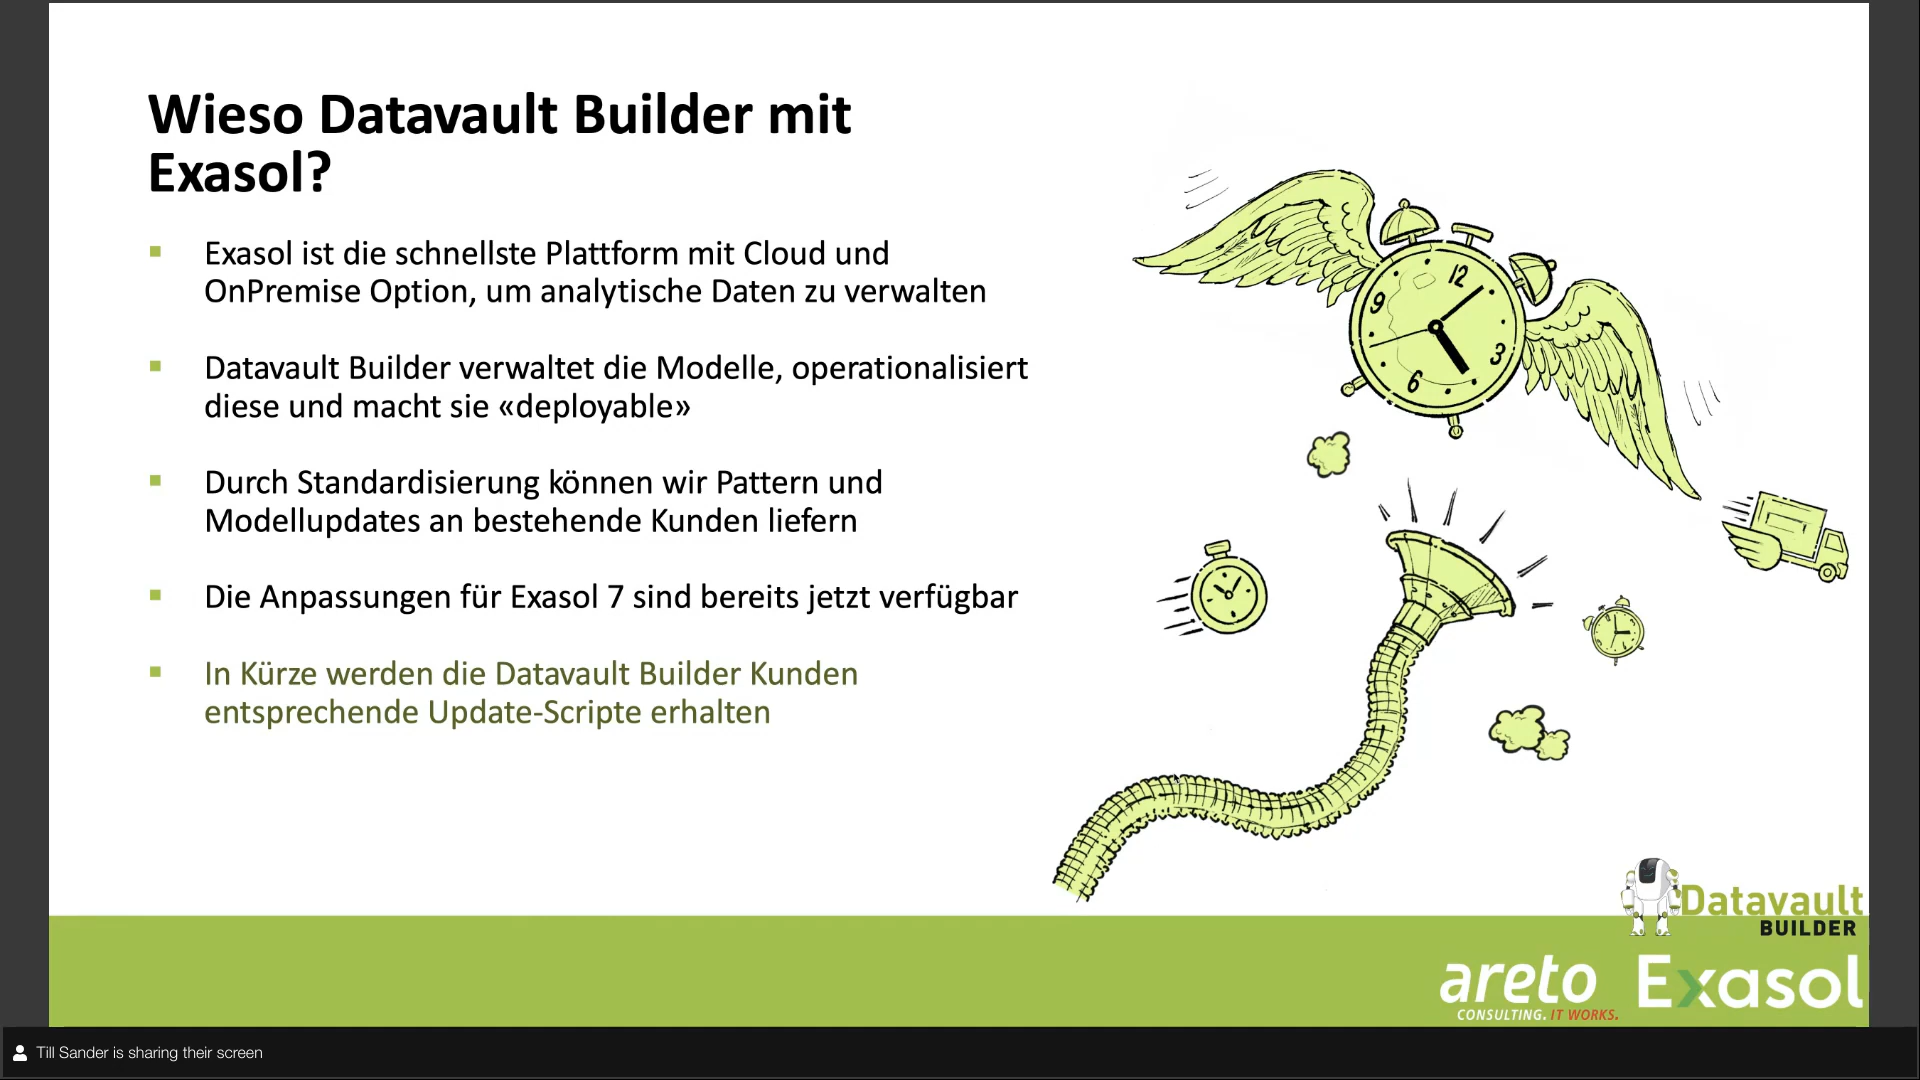 Wieso Datavault Builder mit
Exasol?
▪ Exasol ist die schnellste Plattform mit Cloud und
OnPremise Option, um analytische Daten zu verwalten
▪ Datavault Builder verwaltet die Modelle, operationalisiert
diese und macht sie «deployable»
▪ Durch Standardisierung können wir Pattern und
Modellupdates an bestehende Kunden liefern
▪ Die Anpassungen für Exasol 7 sind bereits jetzt verfügbar
▪ In Kürze werden die Datavault Builder Kunden
entsprechende Update-Scripte erhalten
12
9
3
6
Datavault
BUILDER
areto
CONSULTING. IT WORKS.
Exasol
Till Sander is sharing their screen